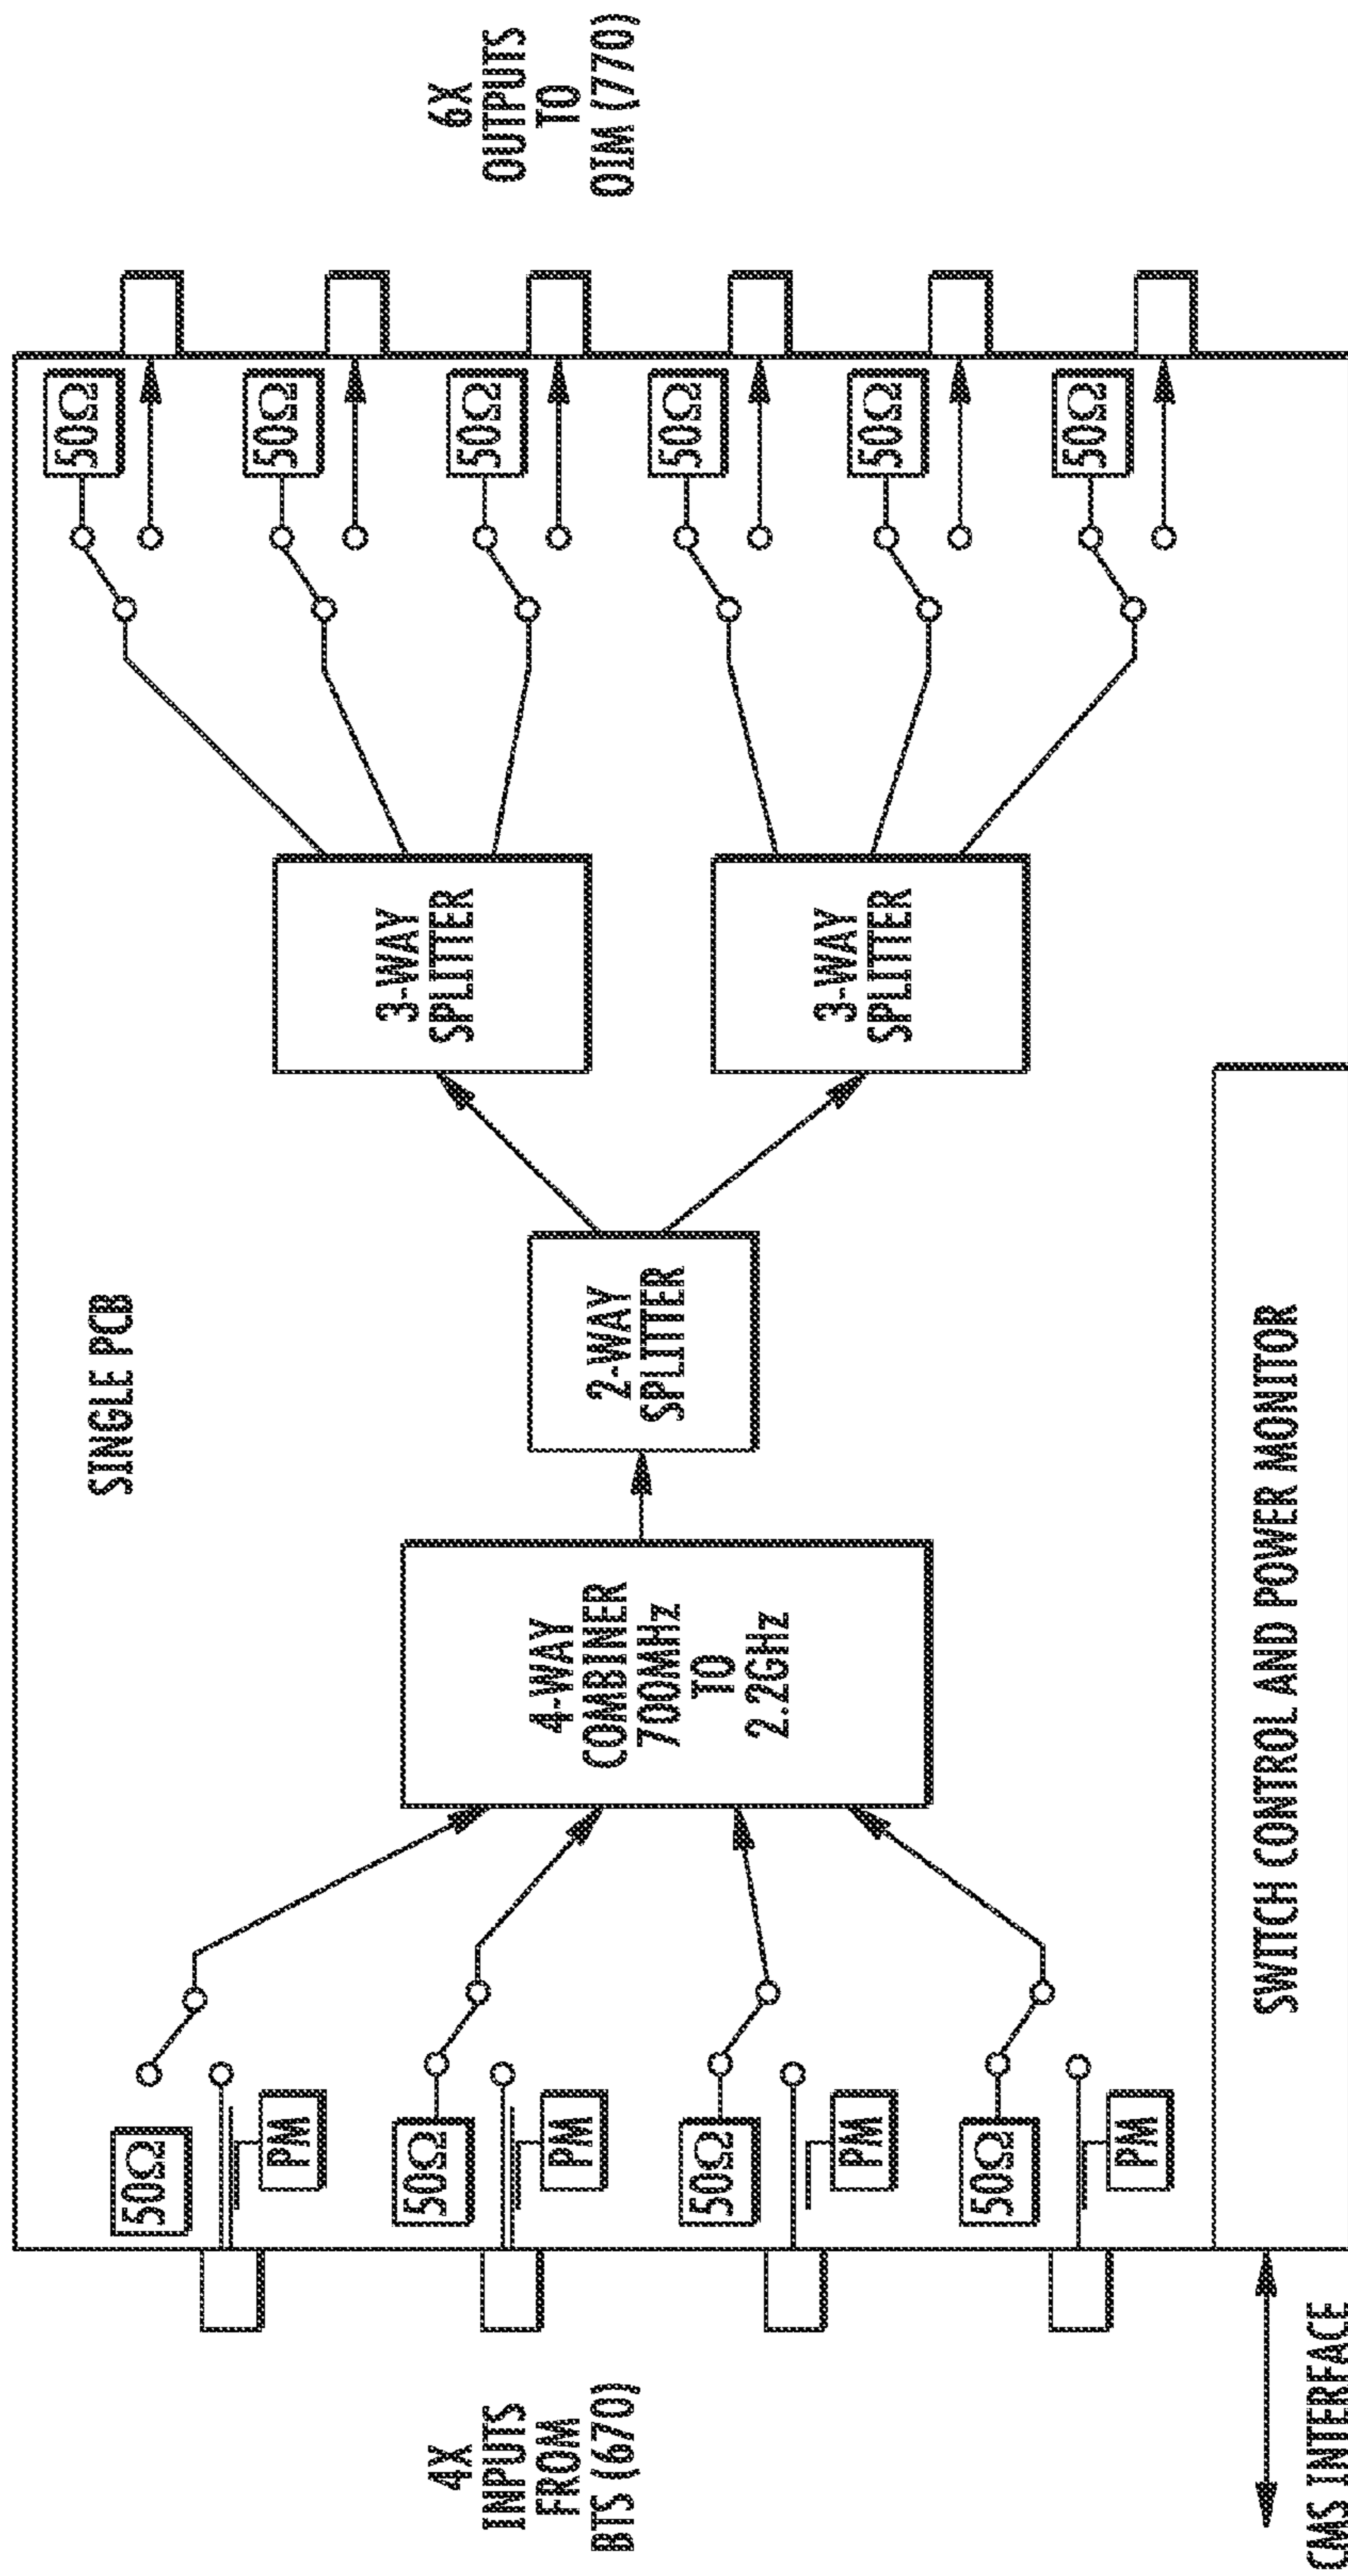 SINGLE PCB
4X
INPUTS
FROM
BTS (670)
50Ω
PM
50Ω
PM
50Ω
PM
50Ω
PM
4-WAY
COMBINER
700MHz
TO
2.2GHz
2-WAY
SPLITTER
3-WAY
SPLITTER
3-WAY
SPLITTER
50Ω
50Ω
50Ω
50Ω
50Ω
50Ω
6X
OUTPUTS
TO
OIM (770)
SWITCH CONTROL AND POWER MONITOR
CMS INTERFACE